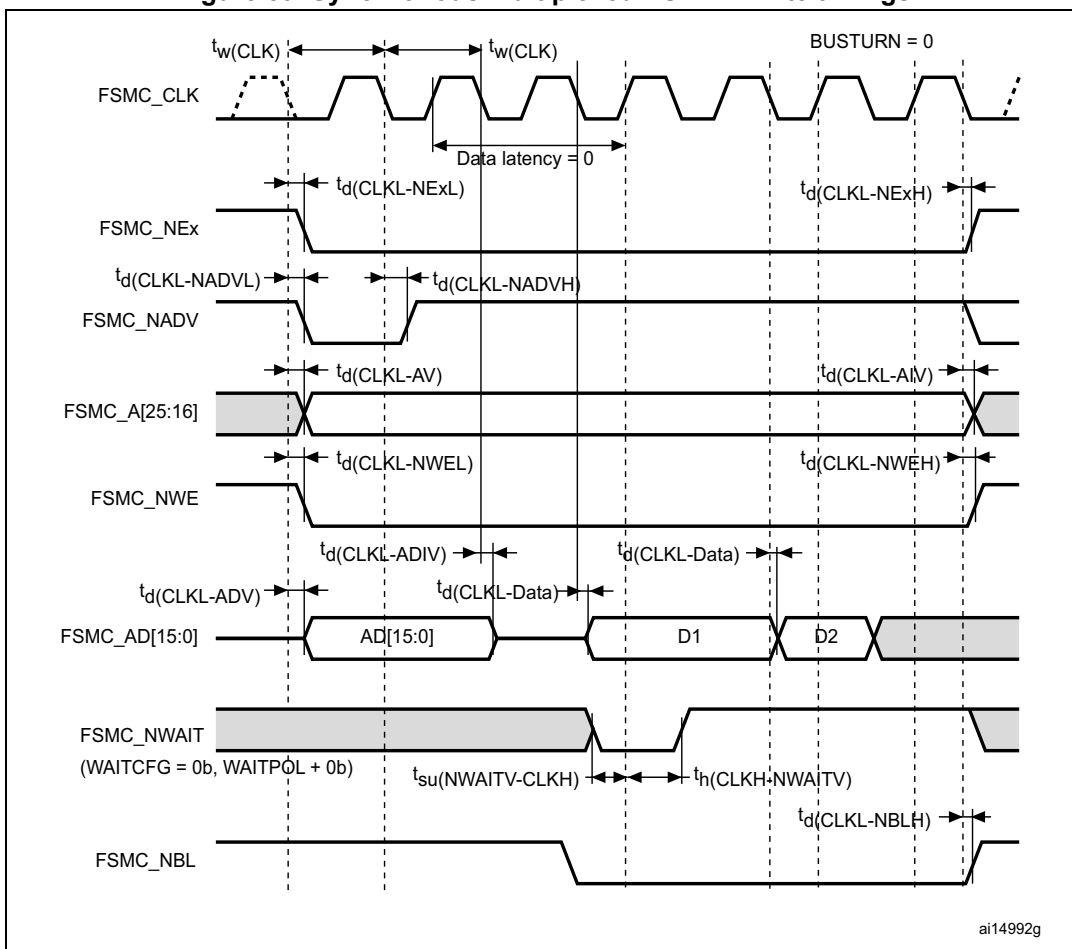 tw(CLK) tw(CLK) BUSTURN = 0
FSMC_CLK
Data latency = 0
td(CLKL-NExL) td(CLKL-NExH)
FSMC_NEx
td(CLKL-NADVL) td(CLKL-NADVH)
FSMC_NADV
td(CLKL-AV) td(CLKL-AIV)
FSMC_A[25:16]
td(CLKL-NWEL) td(CLKL-NWEH)
FSMC_NWE
td(CLKL-ADIV) td(CLKL-Data)
td(CLKL-ADV) td(CLKL-Data)
FSMC_AD[15:0] AD[15:0] D1 D2
FSMC_NWAIT
(WAITCFG = 0b, WAITPOL + 0b)
tsu(NWAITV-CLKH) th(CLKH-NWAITV)
td(CLKL-NBLH)
FSMC_NBL
ai14992g